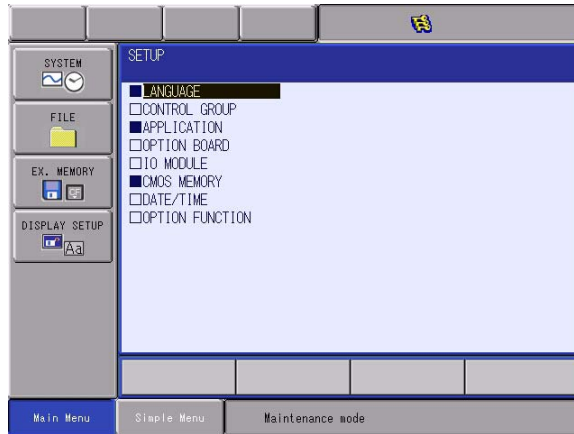 SYSTEM
FILE
EX. MEMORY
DISPLAY SETUP
Aa
SETUP
LANGUAGE
CONTROL GROUP
APPLICATION
OPTION BOARD
IO MODULE
CMOS MEMORY
DATE/TIME
OPTION FUNCTION
Main Menu
Simple Menu
Maintenance mode